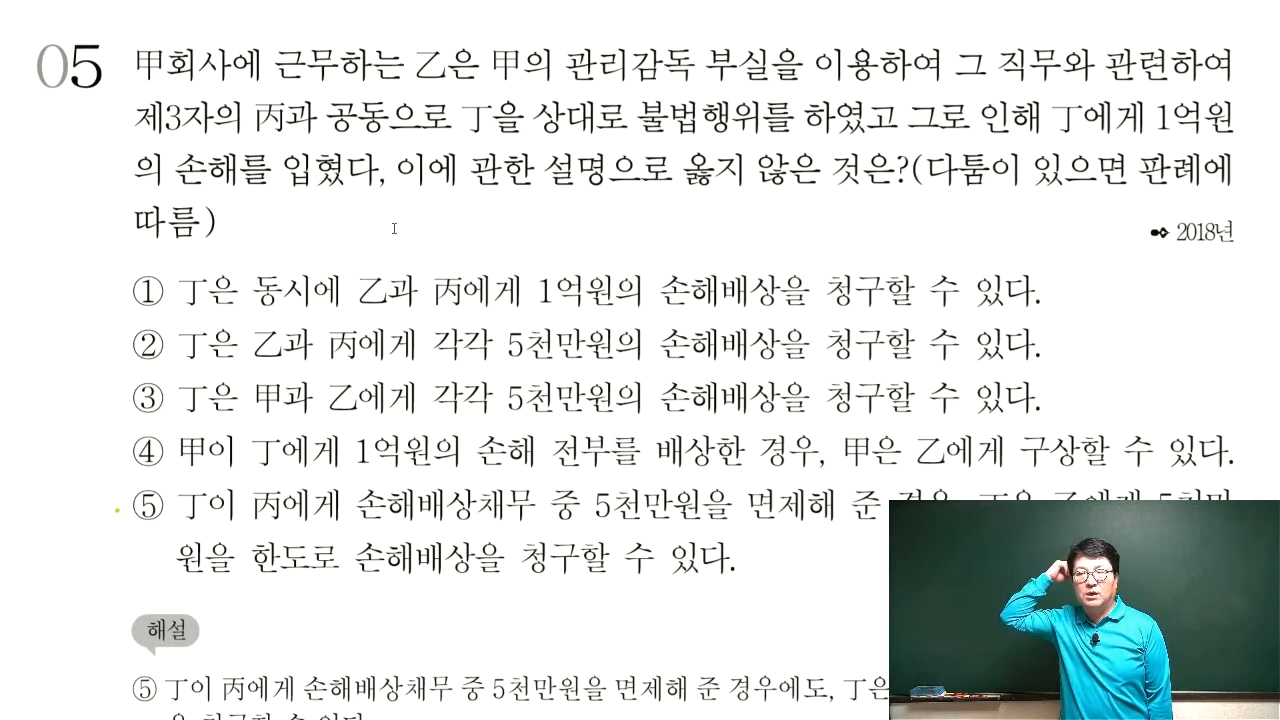 05 甲회사에 근무하는 乙은 甲의 관리감독 부실을 이용하여 그 직무와 관련하여
제3자의 丙과 공동으로 丁을 상대로 불법행위를 하였고 그로 인해 丁에게 1억원
의 손해를 입혔다, 이에 관한 설명으로 옳지 않은 것은?(다툼이 있으면 판례에
따름)
2018년
① 丁은 동시에 乙과 丙에게 1억원의 손해배상을 청구할 수 있다.
② 丁은 乙과 丙에게 각각 5천만원의 손해배상을 청구할 수 있다.
③ 丁은 甲과 乙에게 각각 5천만원의 손해배상을 청구할 수 있다.
④ 甲이 丁에게 1억원의 손해 전부를 배상한 경우, 甲은 乙에게 구상할 수 있다.
⑤ 丁이 丙에게 손해배상채무 중 5천만원을 면제해 준
원을 한도로 손해배상을 청구할 수 있다.
해설
⑤ 丁이 丙에게 손해배상채무 중 5천만원을 면제해 준 경우에도, 丁은